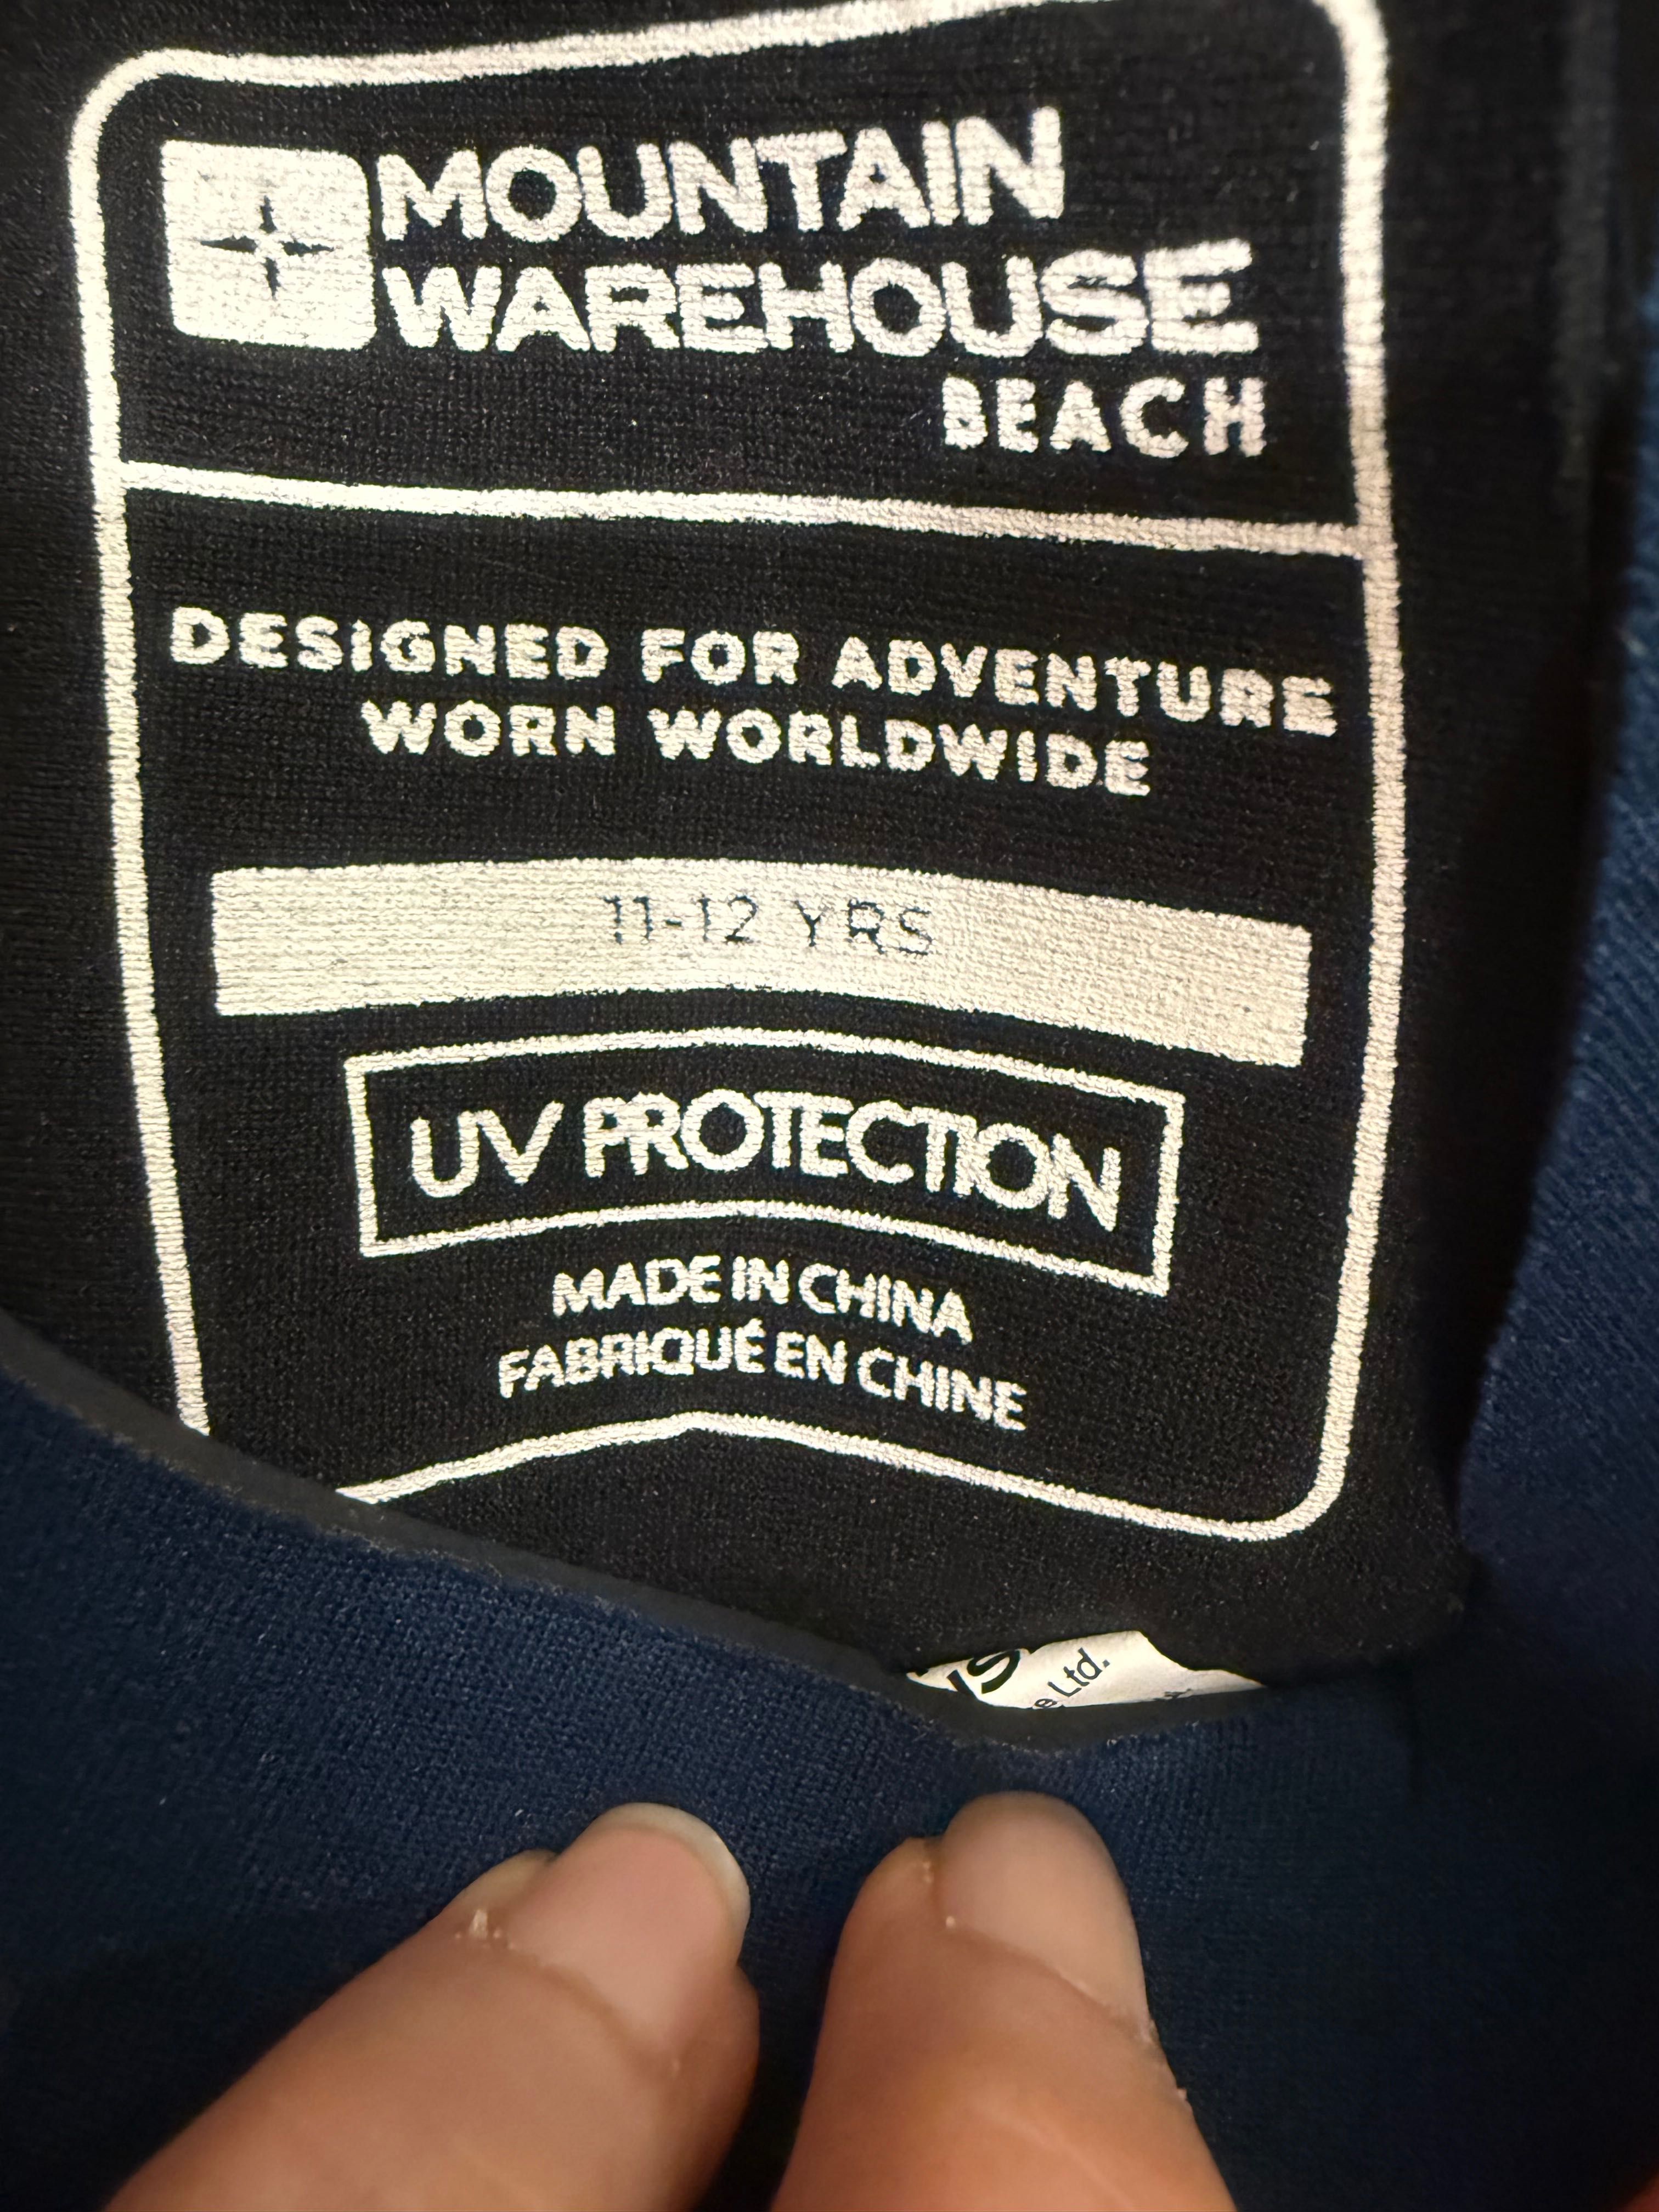 MOUNTAIN
WAREHOUSE
BEACH
DESIGNED FOR ADVENTURE
WORN WORLDWIDE
11-12 YRS
UV PROTECTION
MADE IN CHINA
FABRIQUÉ EN CHINE
Ltd.